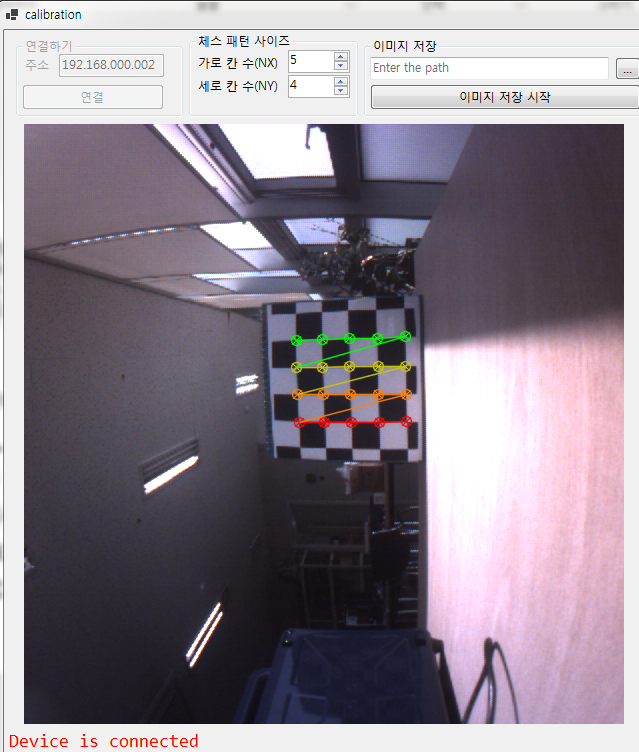 calibration
연결하기
주소 192.168.000.002
연결
체스 패턴 사이즈
가로 칸 수(NX) 5
세로 칸 수(NY) 4
이미지 저장
Enter the path ...
이미지 저장 시작
Device is connected